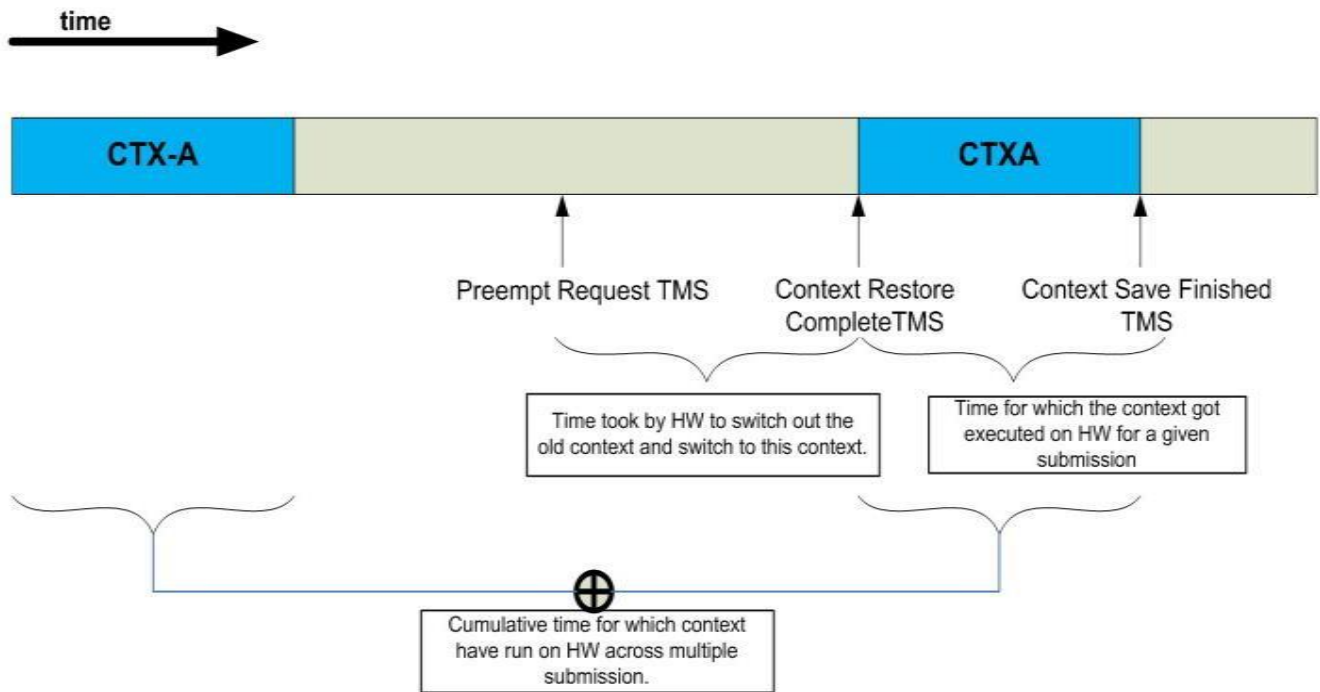 time
CTX-A
CTXA
Preempt Request TMS
Context Restore
CompleteTMS
Context Save Finished
TMS
Time took by HW to switch out the
old context and switch to this context.
Time for which the context got
executed on HW for a given
submission
Cumulative time for which context
have run on HW across multiple
submission.